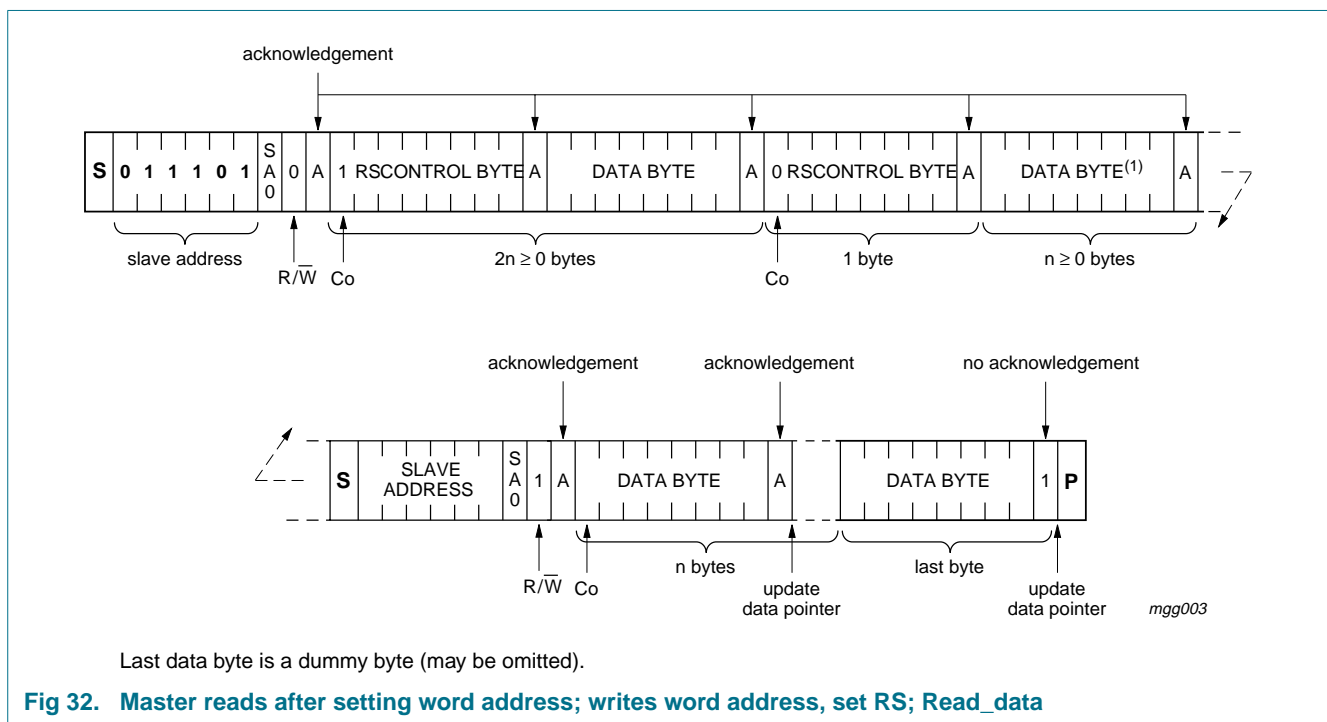 acknowledgement
S 0 1 1 1 0 1 SA0 0 A 1 RSCONTROL BYTE A DATA BYTE A 0 RSCONTROL BYTE A DATA BYTE(1) A
slave address 2n ≥ 0 bytes 1 byte n ≥ 0 bytes
R/W̅ Co Co
acknowledgement acknowledgement no acknowledgement
S SLAVE ADDRESS SA0 1 A DATA BYTE A DATA BYTE 1 P
n bytes last byte
R/W̅ Co update data pointer update data pointer mgg003
Last data byte is a dummy byte (may be omitted).
Fig 32. Master reads after setting word address; writes word address, set RS; Read_data